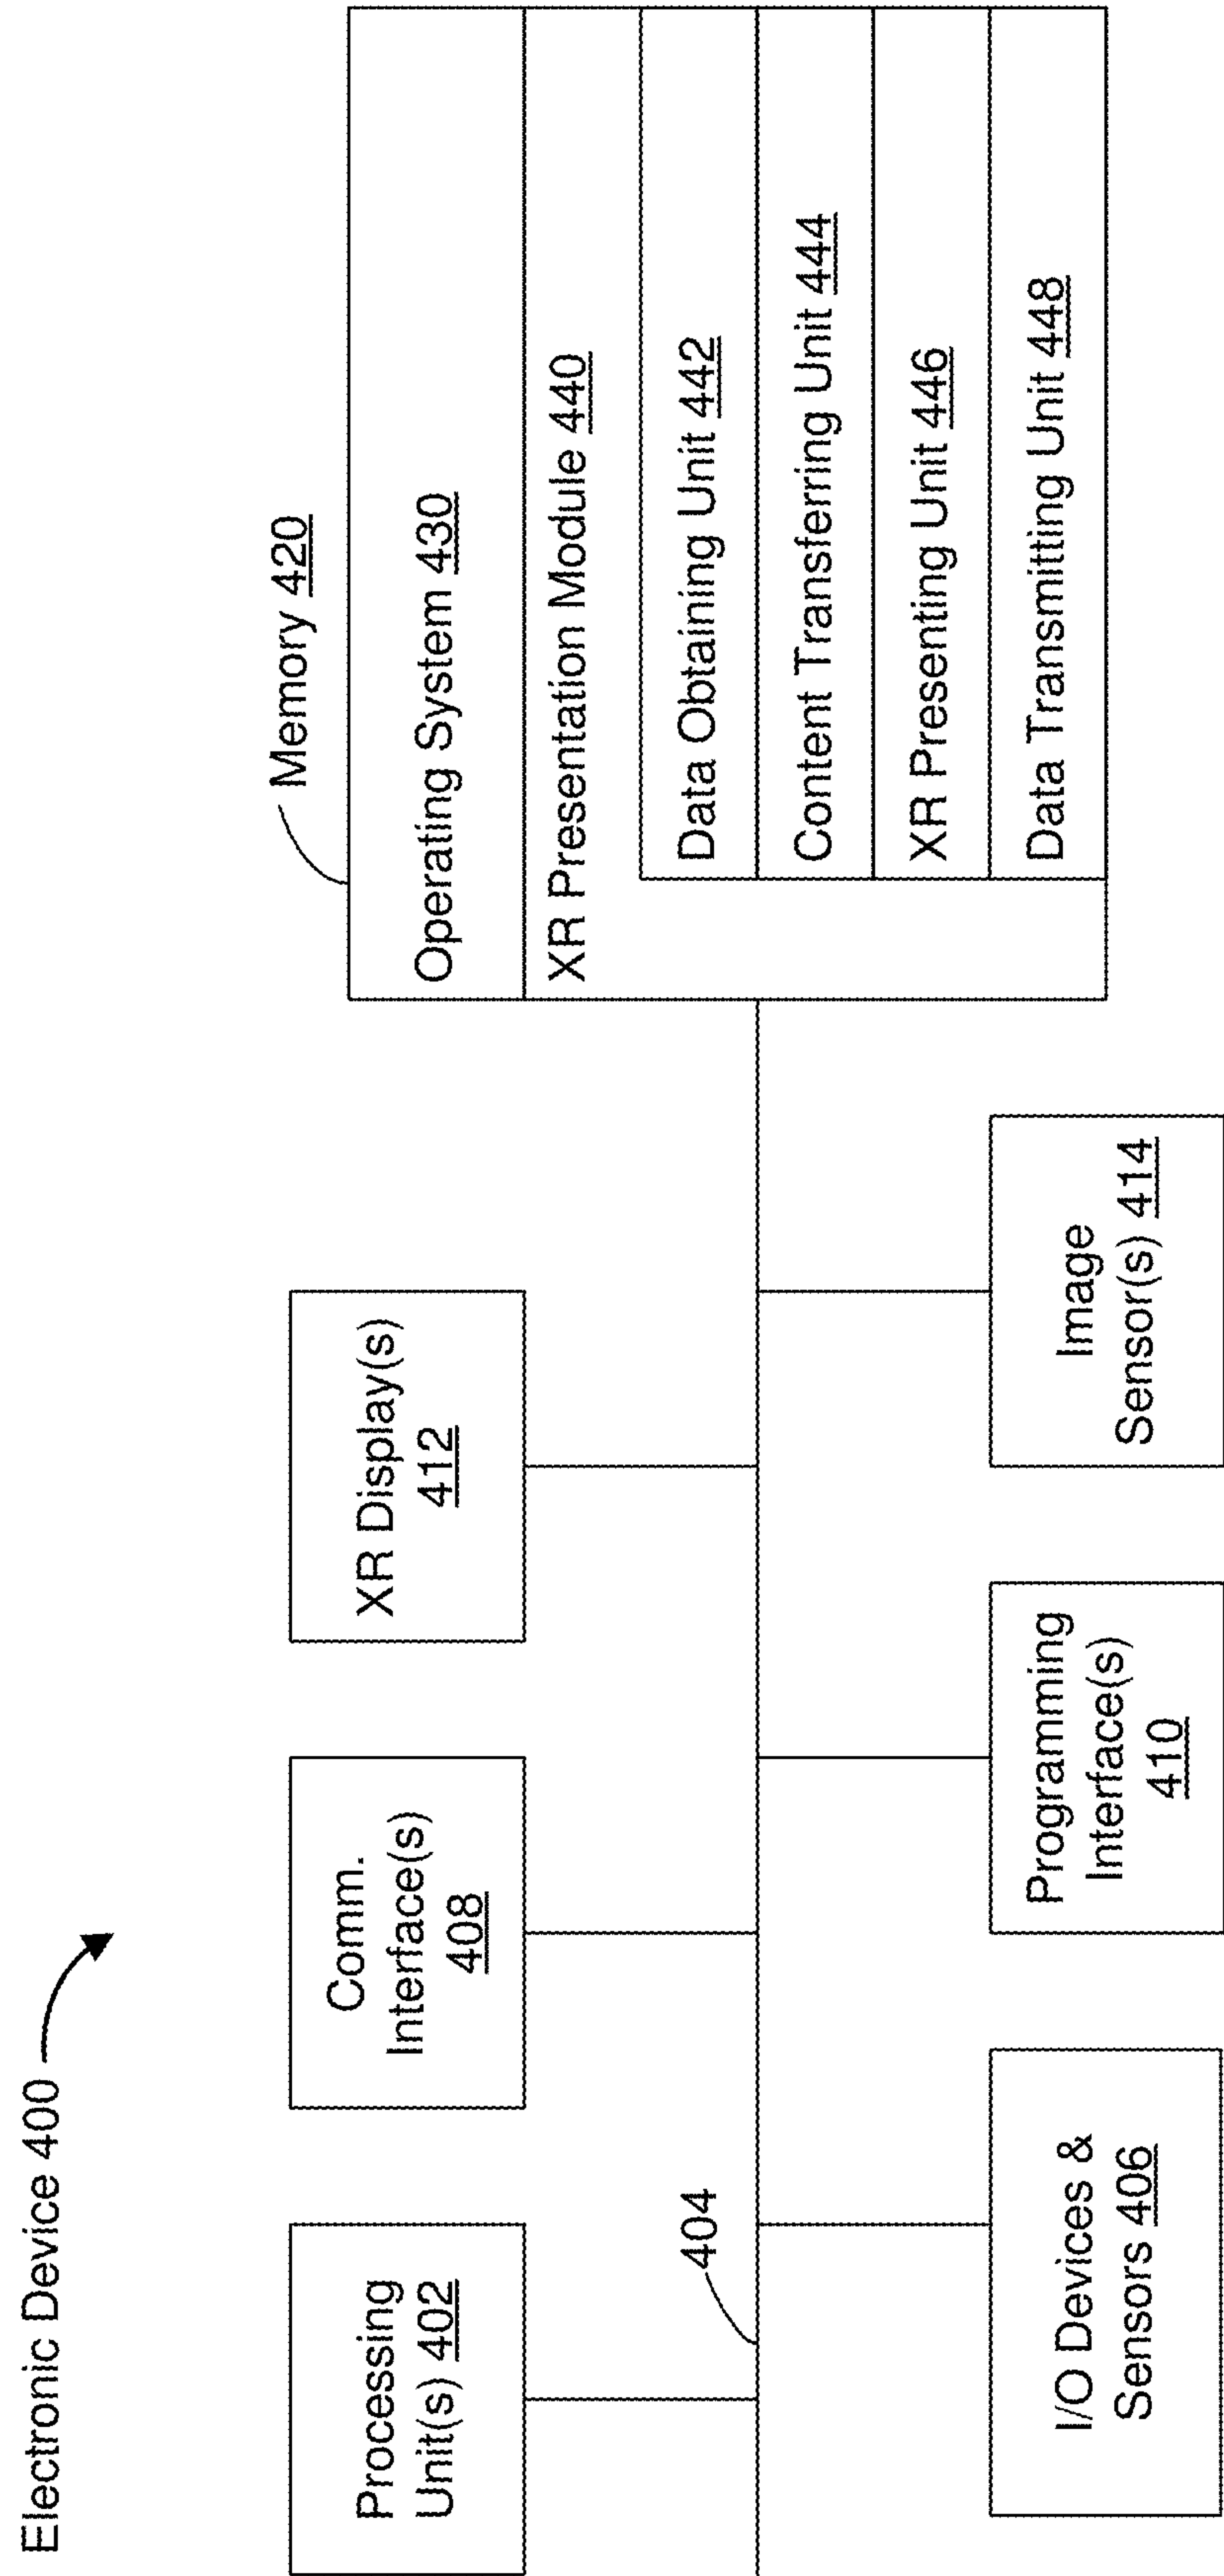 Electronic Device 400
Memory 420
Processing
Unit(s) 402
Comm.
Interface(s)
408
XR Display(s)
412
Operating System 430
XR Presentation Module 440
Data Obtaining Unit 442
Content Transferring Unit 444
XR Presenting Unit 446
Data Transmitting Unit 448
404
I/O Devices &
Sensors 406
Programming
Interface(s)
410
Image
Sensor(s) 414